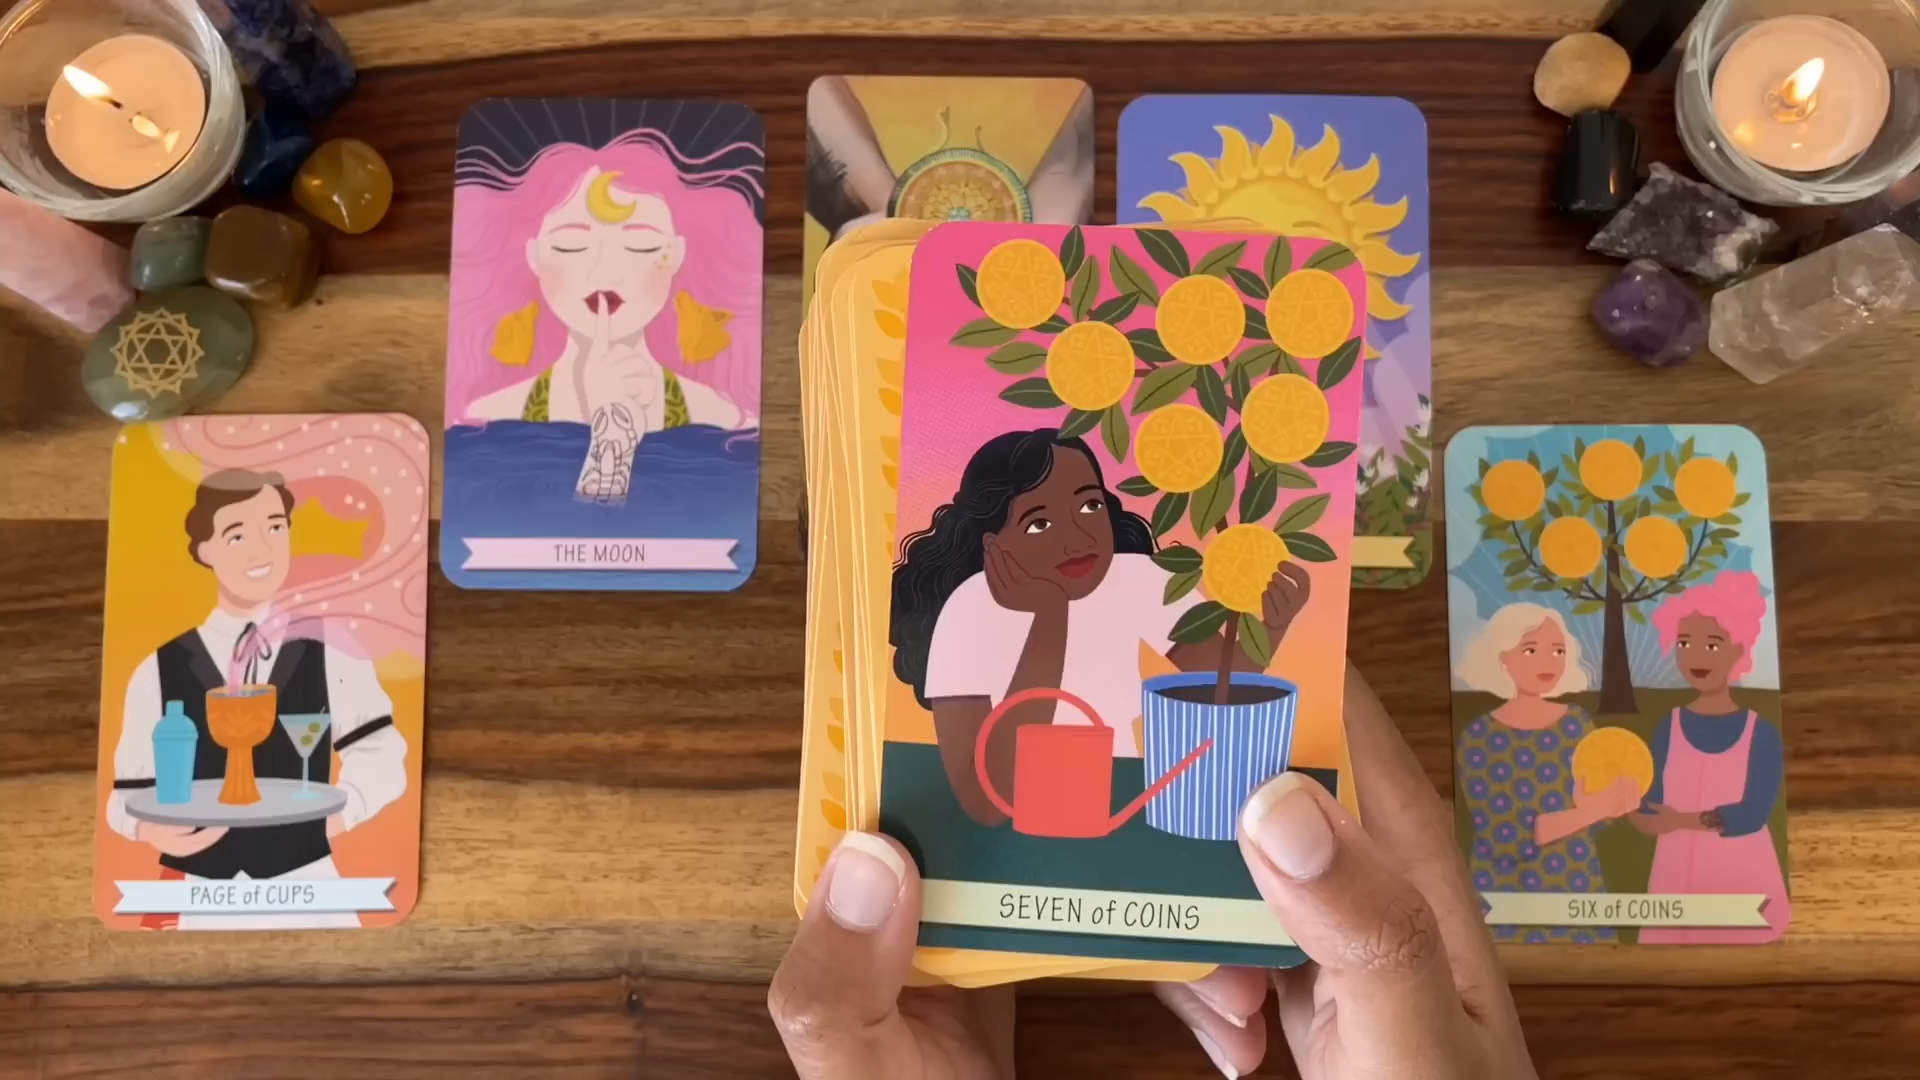 THE MOON
PAGE of CUPS
SEVEN of COINS
SIX of COINS